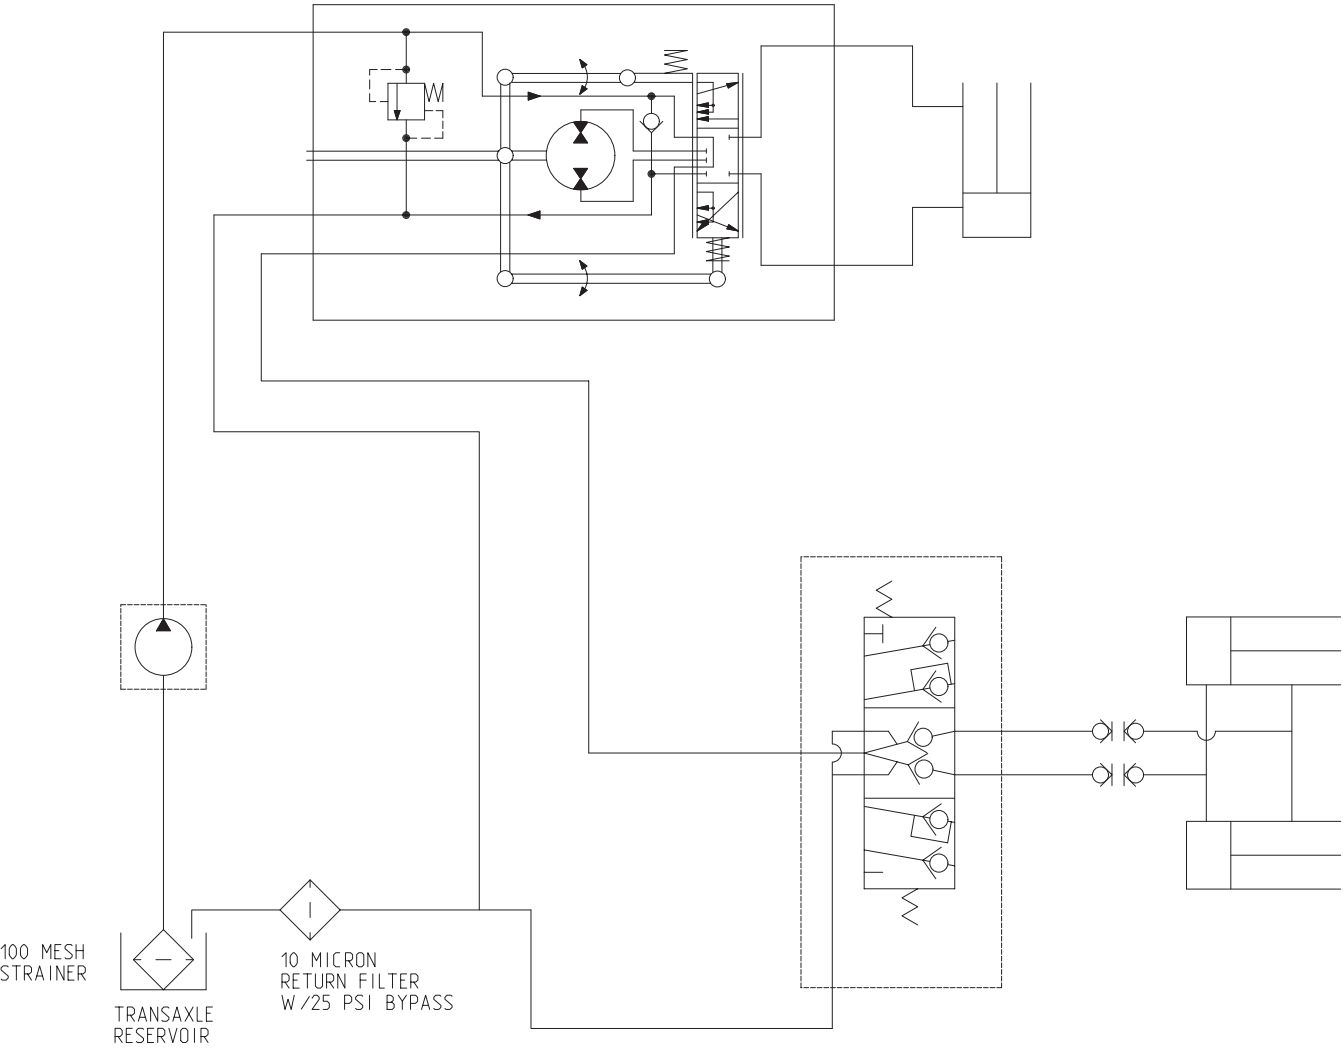 100 MESH
STRAINER
TRANSAXLE
RESERVOIR
10 MICRON
RETURN FILTER
W/25 PSI BYPASS